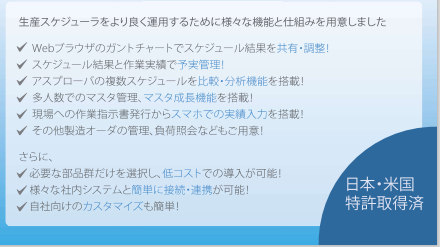 生産スケジューラをより良く運用するために様々な機能と仕組みを用意しました
✓ Webブラウザのガントチャートでスケジュール結果を共有・調整!
✓ スケジュール結果と作業実績で予実管理!
✓ アスプローバの複数スケジュールを比較・分析機能を搭載!
✓ 多人数でのマスタ管理、マスタ成長機能を搭載!
✓ 現場への作業指示書発行からスマホでの実績入力を搭載!
✓ その他製造オーダの管理、負荷照会などもご用意!
さらに、
✓ 必要な部品群だけを選択し、低コストでの導入が可能!
✓ 様々な社内システムと簡単に接続・連携が可能!
✓ 自社向けのカスタマイズも簡単!
日本・米国
特許取得済